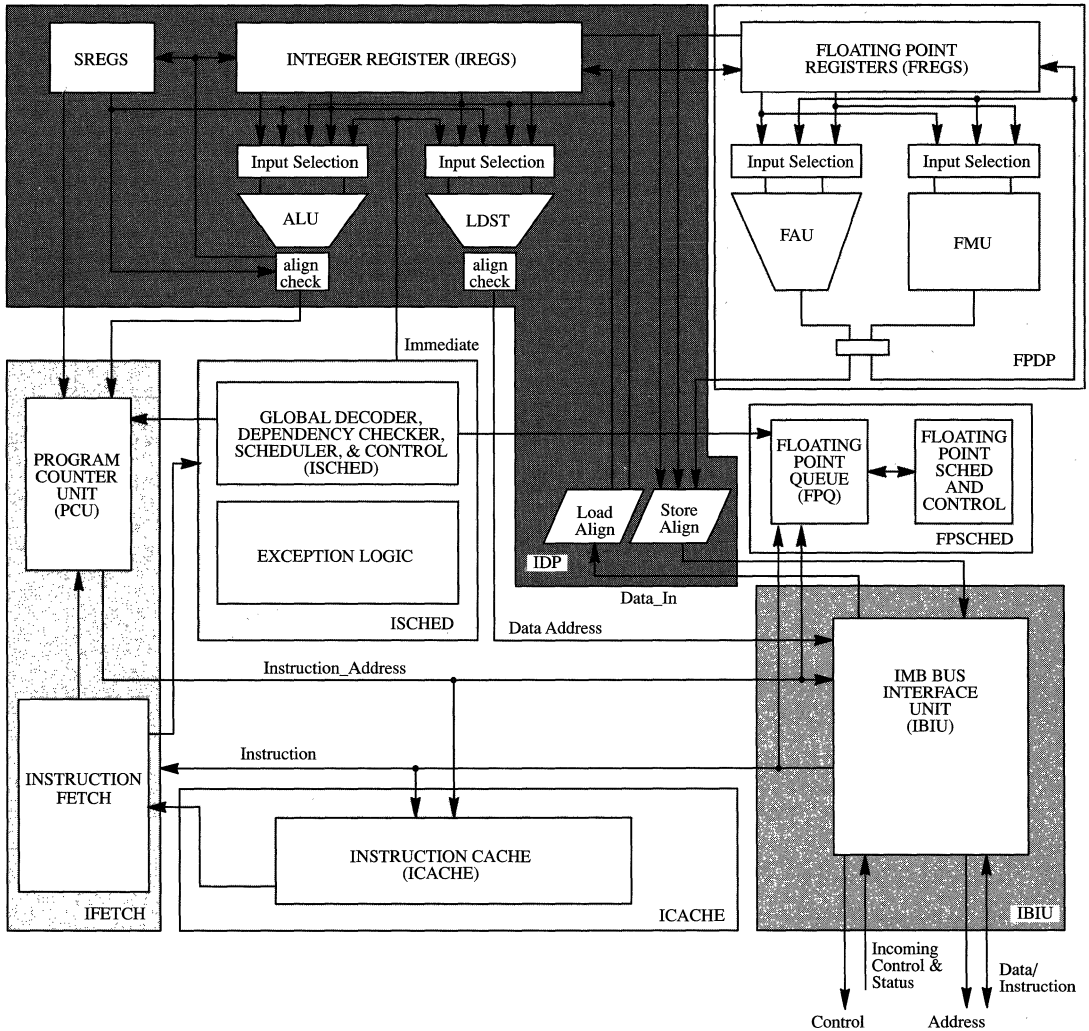 SREGS
INTEGER REGISTER (IREGS)
FLOATING POINT
REGISTERS (FREGS)
Input Selection
Input Selection
Input Selection
Input Selection
ALU
LDST
FAU
FMU
align
check
align
check
Immediate
FPDP
GLOBAL DECODER,
DEPENDENCY CHECKER,
SCHEDULER, & CONTROL
(ISCHED)
PROGRAM
COUNTER
UNIT
(PCU)
FLOATING
POINT
QUEUE
(FPQ)
FLOATING
POINT
SCHED
AND
CONTROL
Load
Align
Store
Align
EXCEPTION LOGIC
IDP
FPSCHED
Data_In
ISCHED
Data Address
Instruction_Address
IMB BUS
INTERFACE
UNIT
(IBIU)
Instruction
INSTRUCTION
FETCH
INSTRUCTION CACHE
(ICACHE)
IFETCH
ICACHE
IBIU
Incoming
Control &
Status
Data/
Instruction
Control
Address